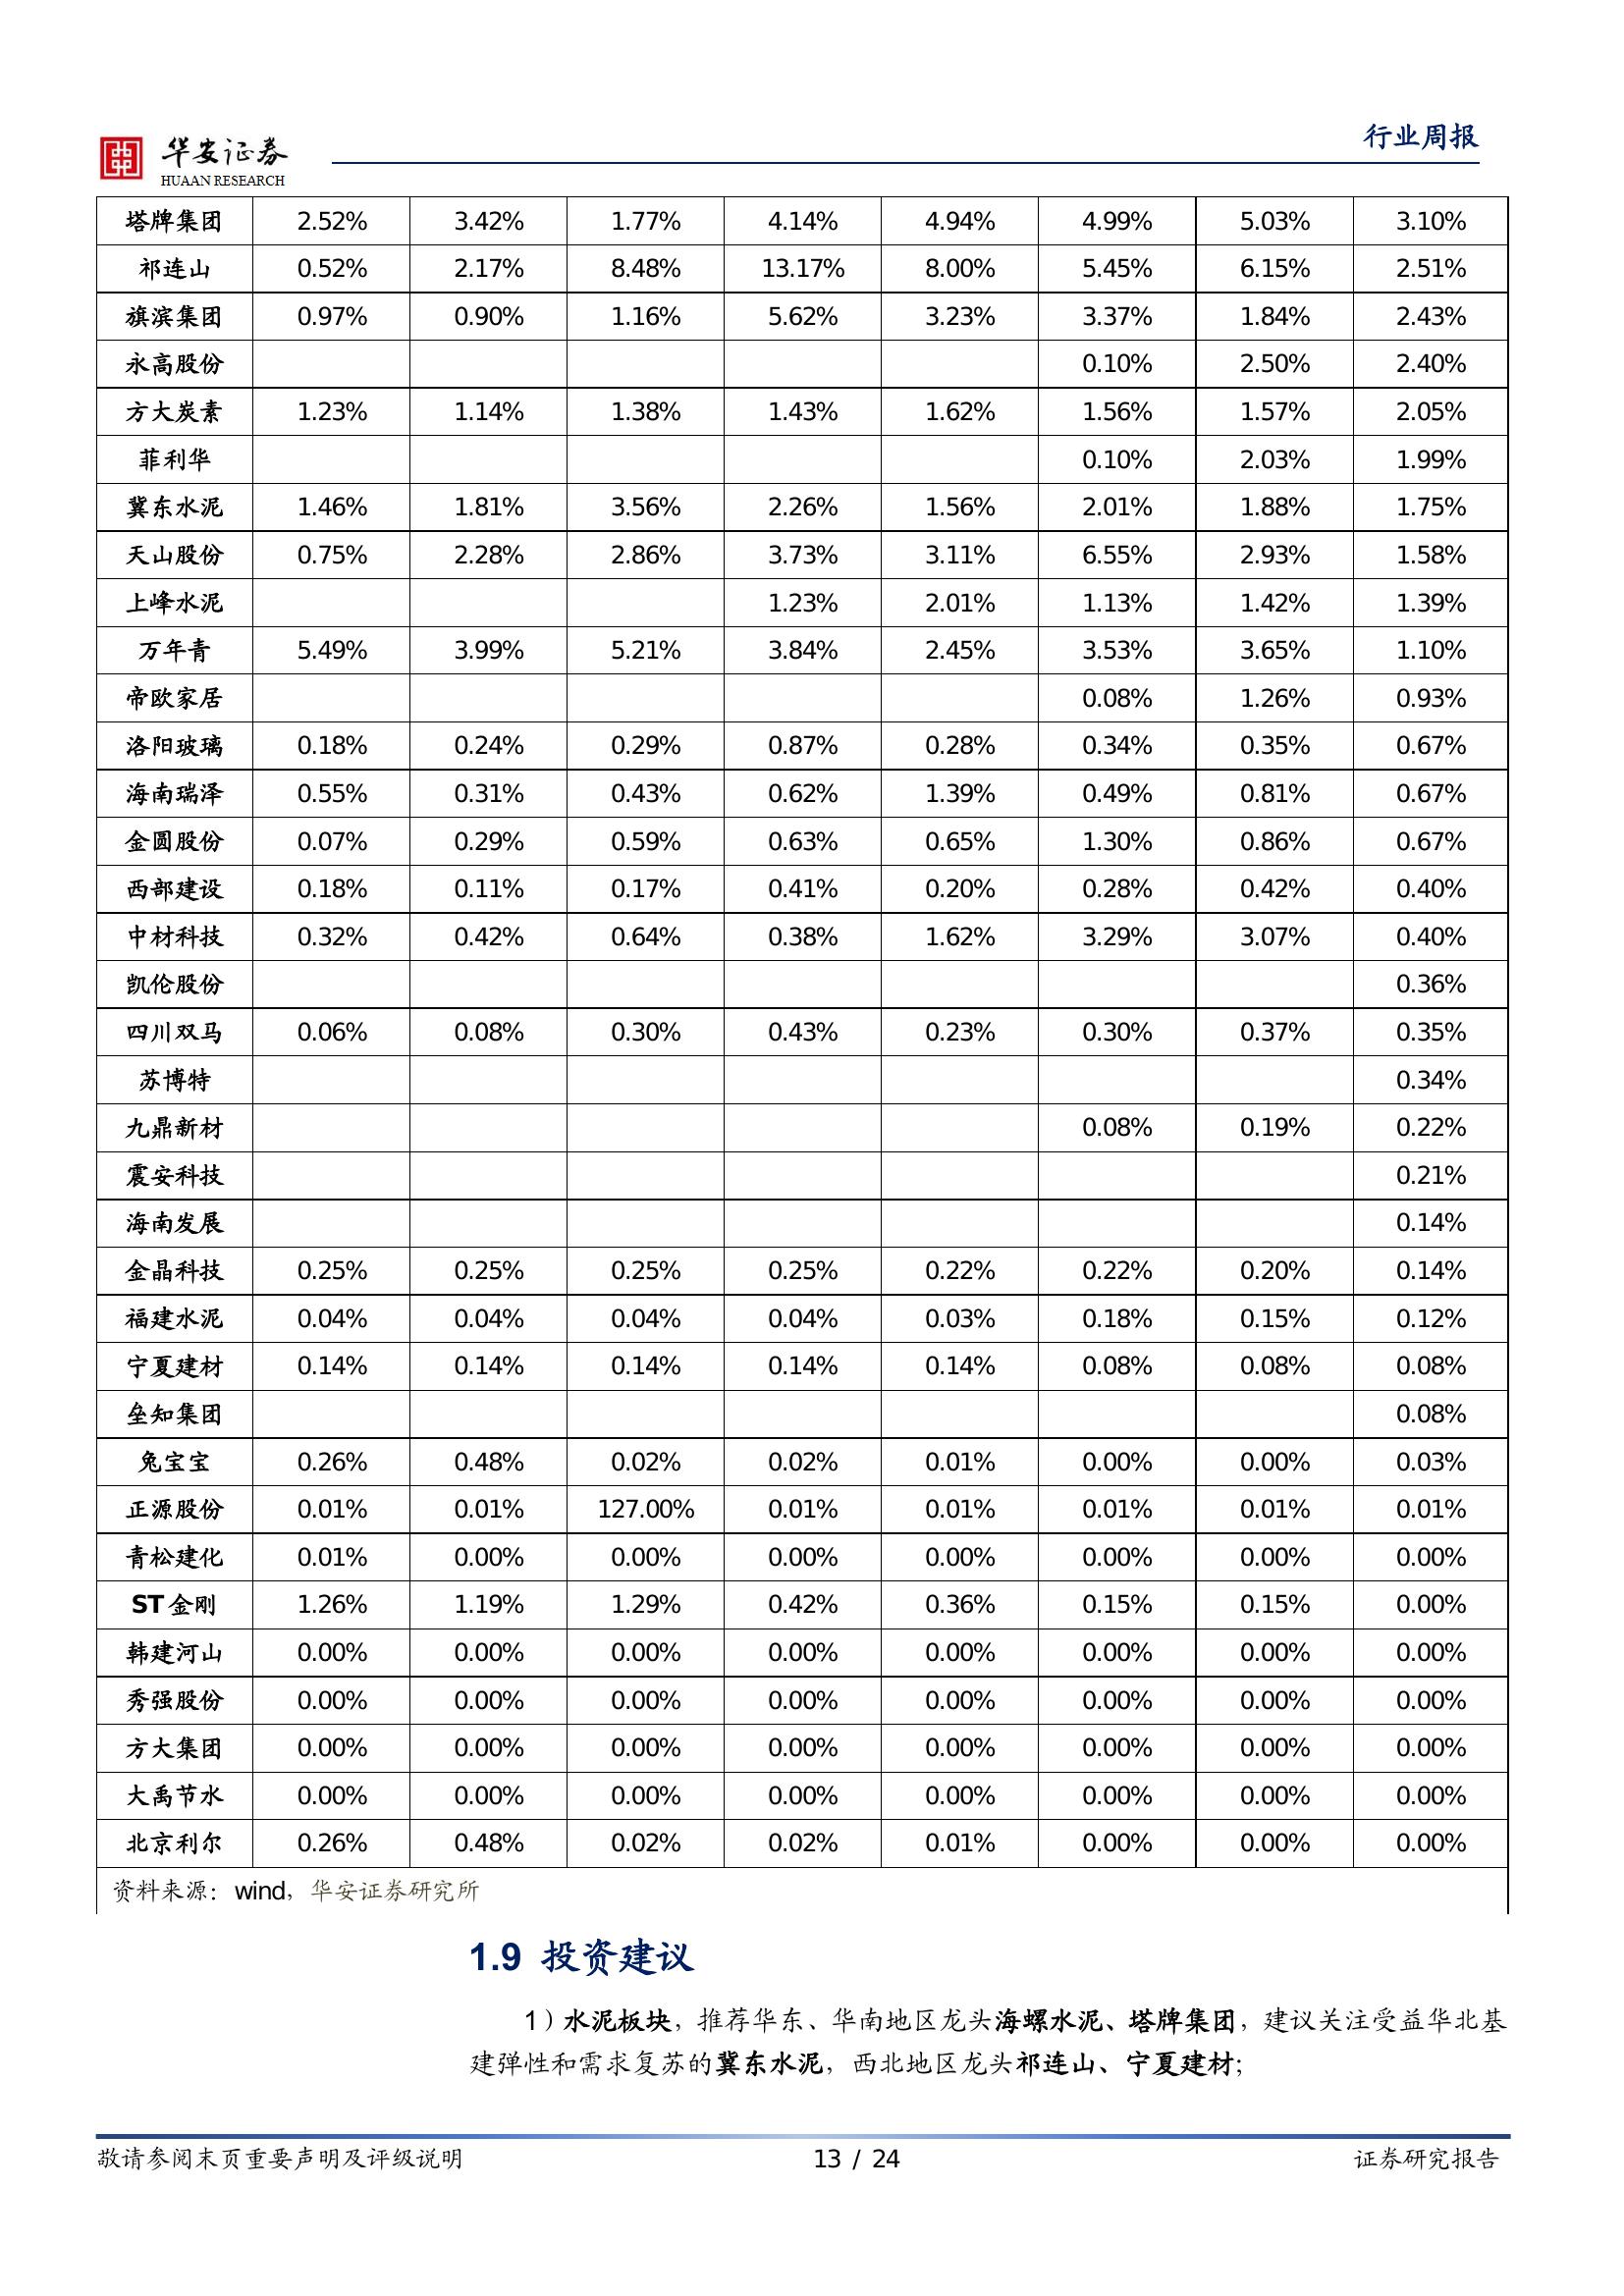 华安证券
HUAAN RESEARCH
行业周报
塔牌集团 2.52% 3.42% 1.77% 4.14% 4.94% 4.99% 5.03% 3.10%
祁连山 0.52% 2.17% 8.48% 13.17% 8.00% 5.45% 6.15% 2.51%
旗滨集团 0.97% 0.90% 1.16% 5.62% 3.23% 3.37% 1.84% 2.43%
永高股份 0.10% 2.50% 2.40%
方大炭素 1.23% 1.14% 1.38% 1.43% 1.62% 1.56% 1.57% 2.05%
菲利华 0.10% 2.03% 1.99%
冀东水泥 1.46% 1.81% 3.56% 2.26% 1.56% 2.01% 1.88% 1.75%
天山股份 0.75% 2.28% 2.86% 3.73% 3.11% 6.55% 2.93% 1.58%
上峰水泥 1.23% 2.01% 1.13% 1.42% 1.39%
万年青 5.49% 3.99% 5.21% 3.84% 2.45% 3.53% 3.65% 1.10%
帝欧家居 0.08% 1.26% 0.93%
洛阳玻璃 0.18% 0.24% 0.29% 0.87% 0.28% 0.34% 0.35% 0.67%
海南瑞泽 0.55% 0.31% 0.43% 0.62% 1.39% 0.49% 0.81% 0.67%
金圆股份 0.07% 0.29% 0.59% 0.63% 0.65% 1.30% 0.86% 0.67%
西部建设 0.18% 0.11% 0.17% 0.41% 0.20% 0.28% 0.42% 0.40%
中材科技 0.32% 0.42% 0.64% 0.38% 1.62% 3.29% 3.07% 0.40%
凯伦股份 0.36%
四川双马 0.06% 0.08% 0.30% 0.43% 0.23% 0.30% 0.37% 0.35%
苏博特 0.34%
九鼎新材 0.08% 0.19% 0.22%
震安科技 0.21%
海南发展 0.14%
金晶科技 0.25% 0.25% 0.25% 0.25% 0.22% 0.22% 0.20% 0.14%
福建水泥 0.04% 0.04% 0.04% 0.04% 0.03% 0.18% 0.15% 0.12%
宁夏建材 0.14% 0.14% 0.14% 0.14% 0.14% 0.08% 0.08% 0.08%
垒知集团 0.08%
兔宝宝 0.26% 0.48% 0.02% 0.02% 0.01% 0.00% 0.00% 0.03%
正源股份 0.01% 0.01% 127.00% 0.01% 0.01% 0.01% 0.01% 0.01%
青松建化 0.01% 0.00% 0.00% 0.00% 0.00% 0.00% 0.00% 0.00%
ST金刚 1.26% 1.19% 1.29% 0.42% 0.36% 0.15% 0.15% 0.00%
韩建河山 0.00% 0.00% 0.00% 0.00% 0.00% 0.00% 0.00% 0.00%
秀强股份 0.00% 0.00% 0.00% 0.00% 0.00% 0.00% 0.00% 0.00%
方大集团 0.00% 0.00% 0.00% 0.00% 0.00% 0.00% 0.00% 0.00%
大禹节水 0.00% 0.00% 0.00% 0.00% 0.00% 0.00% 0.00% 0.00%
北京利尔 0.26% 0.48% 0.02% 0.02% 0.01% 0.00% 0.00% 0.00%
资料来源：wind，华安证券研究所
1.9 投资建议
1）水泥板块，推荐华东、华南地区龙头海螺水泥、塔牌集团，建议关注受益华北基
建弹性和需求复苏的冀东水泥，西北地区龙头祁连山、宁夏建材；
敬请参阅末页重要声明及评级说明 13 / 24 证券研究报告